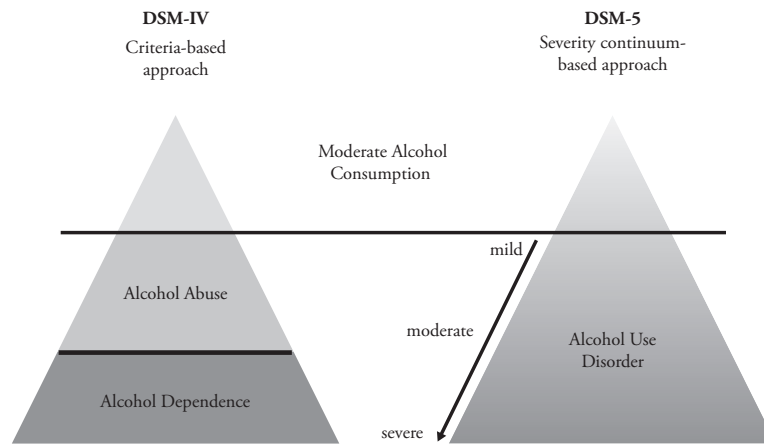 DSM-IV
Criteria-based
approach
DSM-5
Severity continuum-
based approach
Moderate Alcohol
Consumption
mild
Alcohol Abuse
moderate
Alcohol Use
Disorder
Alcohol Dependence
severe